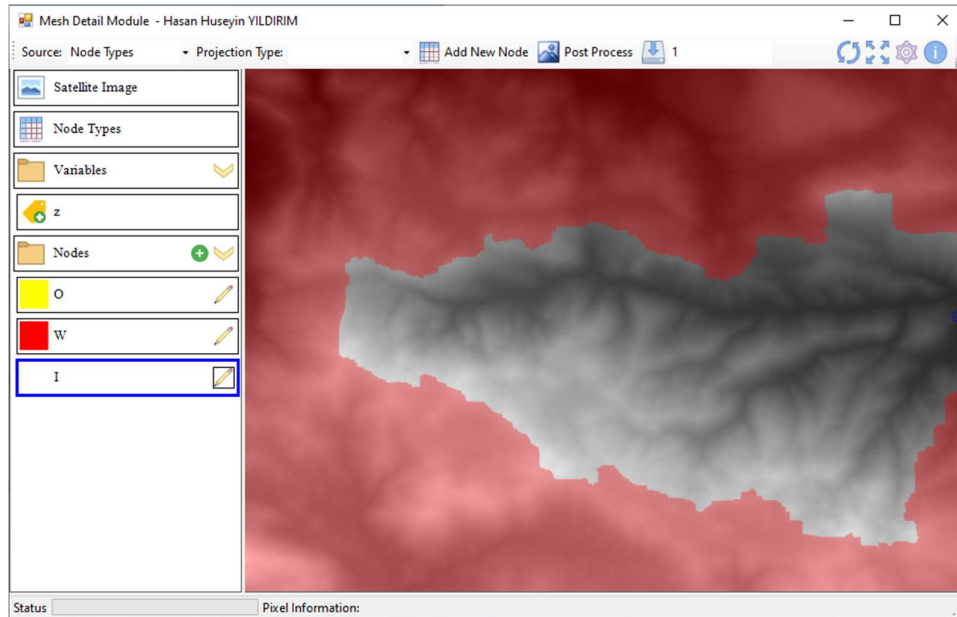 Mesh Detail Module - Hasan Huseyin YILDIRIM
Source: Node Types Projection Type: Add New Node Post Process 1
Satellite Image
Node Types
Variables
z
Nodes
O
W
I
Status Pixel Information: